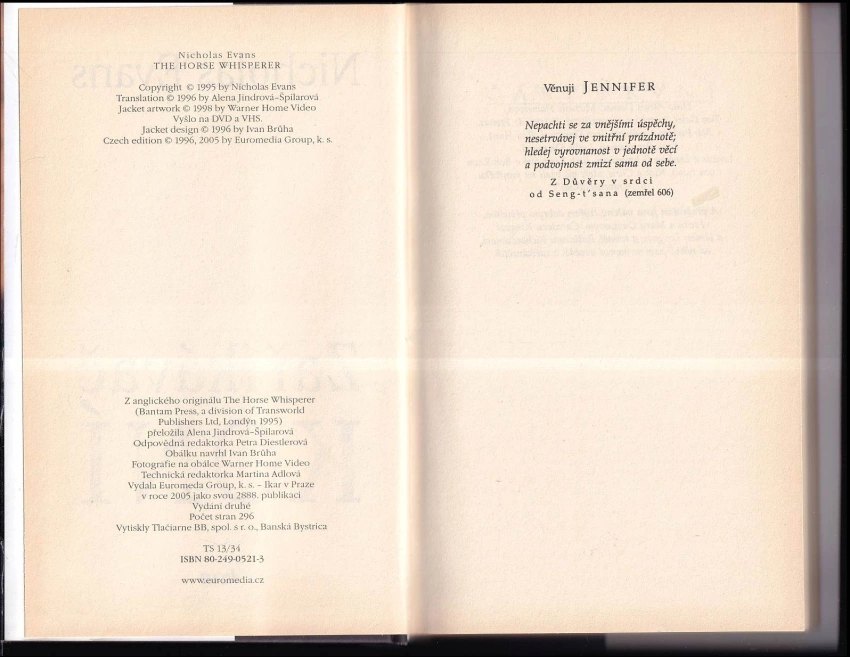 Nicholas Evans
THE HORSE WHISPERER
Copyright © 1995 by Nicholas Evans
Translation © 1996 by Alena Jindrová–Špilarová
Jacket artwork © 1998 by Warner Home Video
Vyšlo na DVD a VHS.
Jacket design © 1996 by Ivan Brůha
Czech edition © 1996, 2005 by Euromedia Group, k. s.
Z anglického originálu The Horse Whisperer
(Bantam Press, a division of Transworld
Publishers Ltd, Londýn 1995)
přeložila Alena Jindrová–Špilarová
Odpovědná redaktorka Petra Diestlerová
Obálku navrhl Ivan Brůha
Fotografie na obálce Warner Home Video
Technická redaktorka Martina Adlová
Vydala Euromedia Group, k. s. – Ikar v Praze
v roce 2005 jako svou 2888. publikaci
Vydání druhé
Počet stran 296
Vytiskly Tlačiarne BB, spol. s r. o., Banská Bystrica
TS 13/34
ISBN 80-249-0521-3
www.euromedia.cz
Věnuji JENNIFER
Nepachti se za vnějšími úspěchy,
nesetrvávej ve vnitřní prázdnotě;
hledej vyrovnanost v jednotě věcí
a podvojnost zmizí sama od sebe.
Z Důvěry v srdci
od Seng-t'sana (zemřel 606)